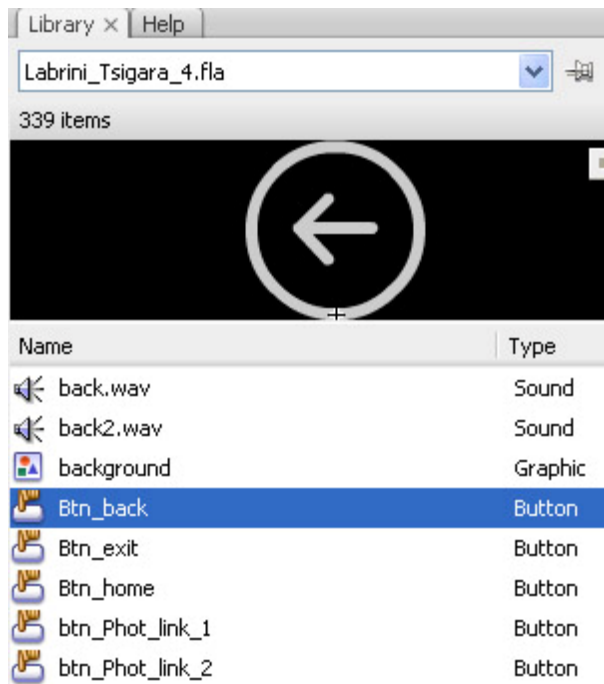 Library × Help
Labrini_Tsigara_4.fla
339 items
Name Type
back.wav Sound
back2.wav Sound
background Graphic
Btn_back Button
Btn_exit Button
Btn_home Button
btn_Phot_link_1 Button
btn_Phot_link_2 Button